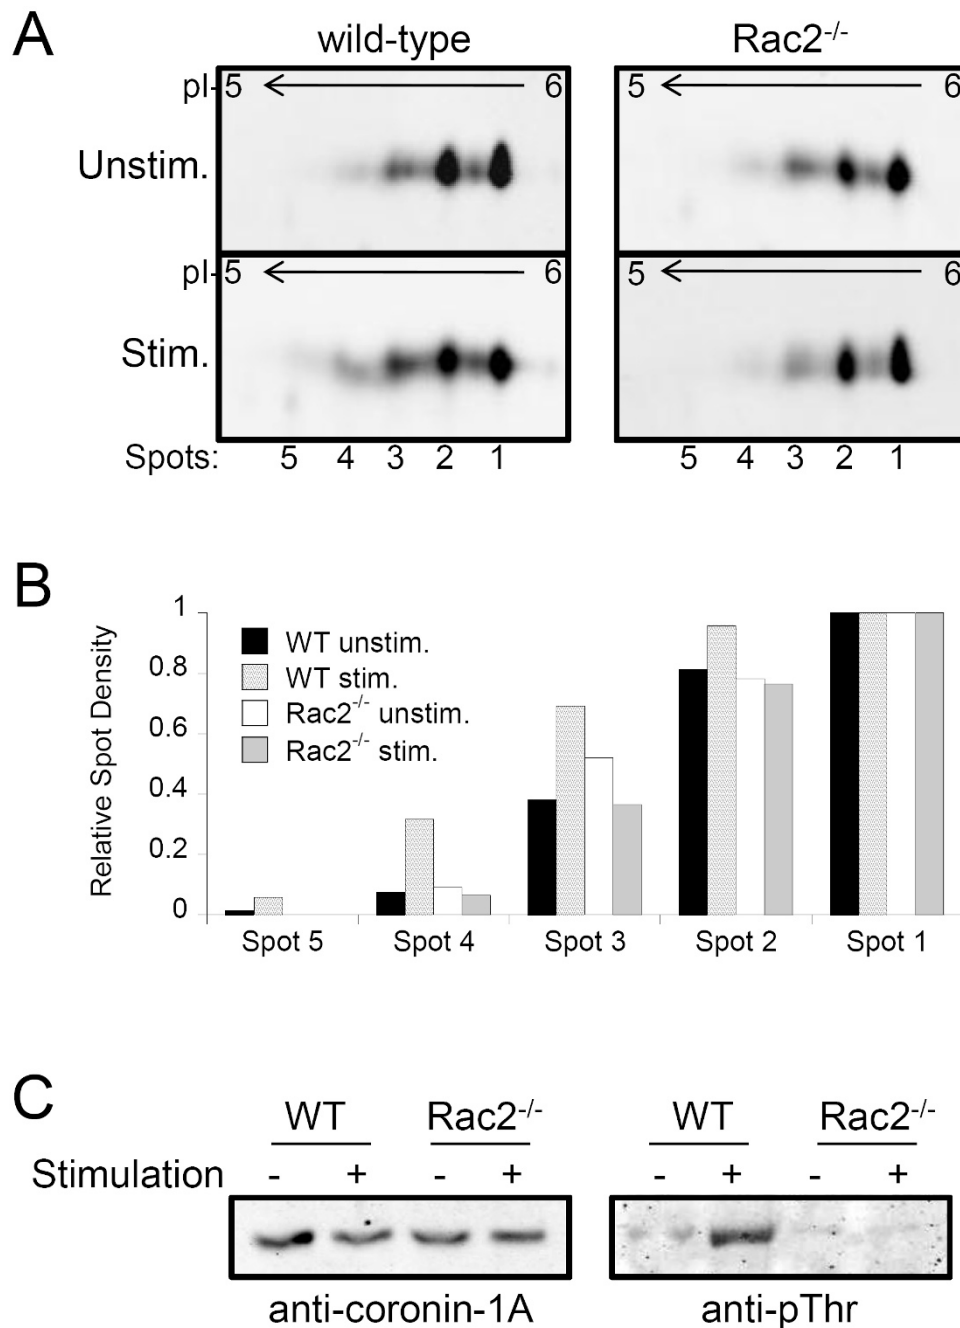 A
wild-type Rac2-/-
pI-5 6 5 6
Unstim.
pI-5 6 5 6
Stim.
Spots: 5 4 3 2 1 5 4 3 2 1
B
Relative Spot Density
1
0.8
0.6
0.4
0.2
0
WT unstim.
WT stim.
Rac2-/- unstim.
Rac2-/- stim.
Spot 5 Spot 4 Spot 3 Spot 2 Spot 1
C
WT Rac2-/- WT Rac2-/-
Stimulation - + - + - + - +
anti-coronin-1A anti-pThr